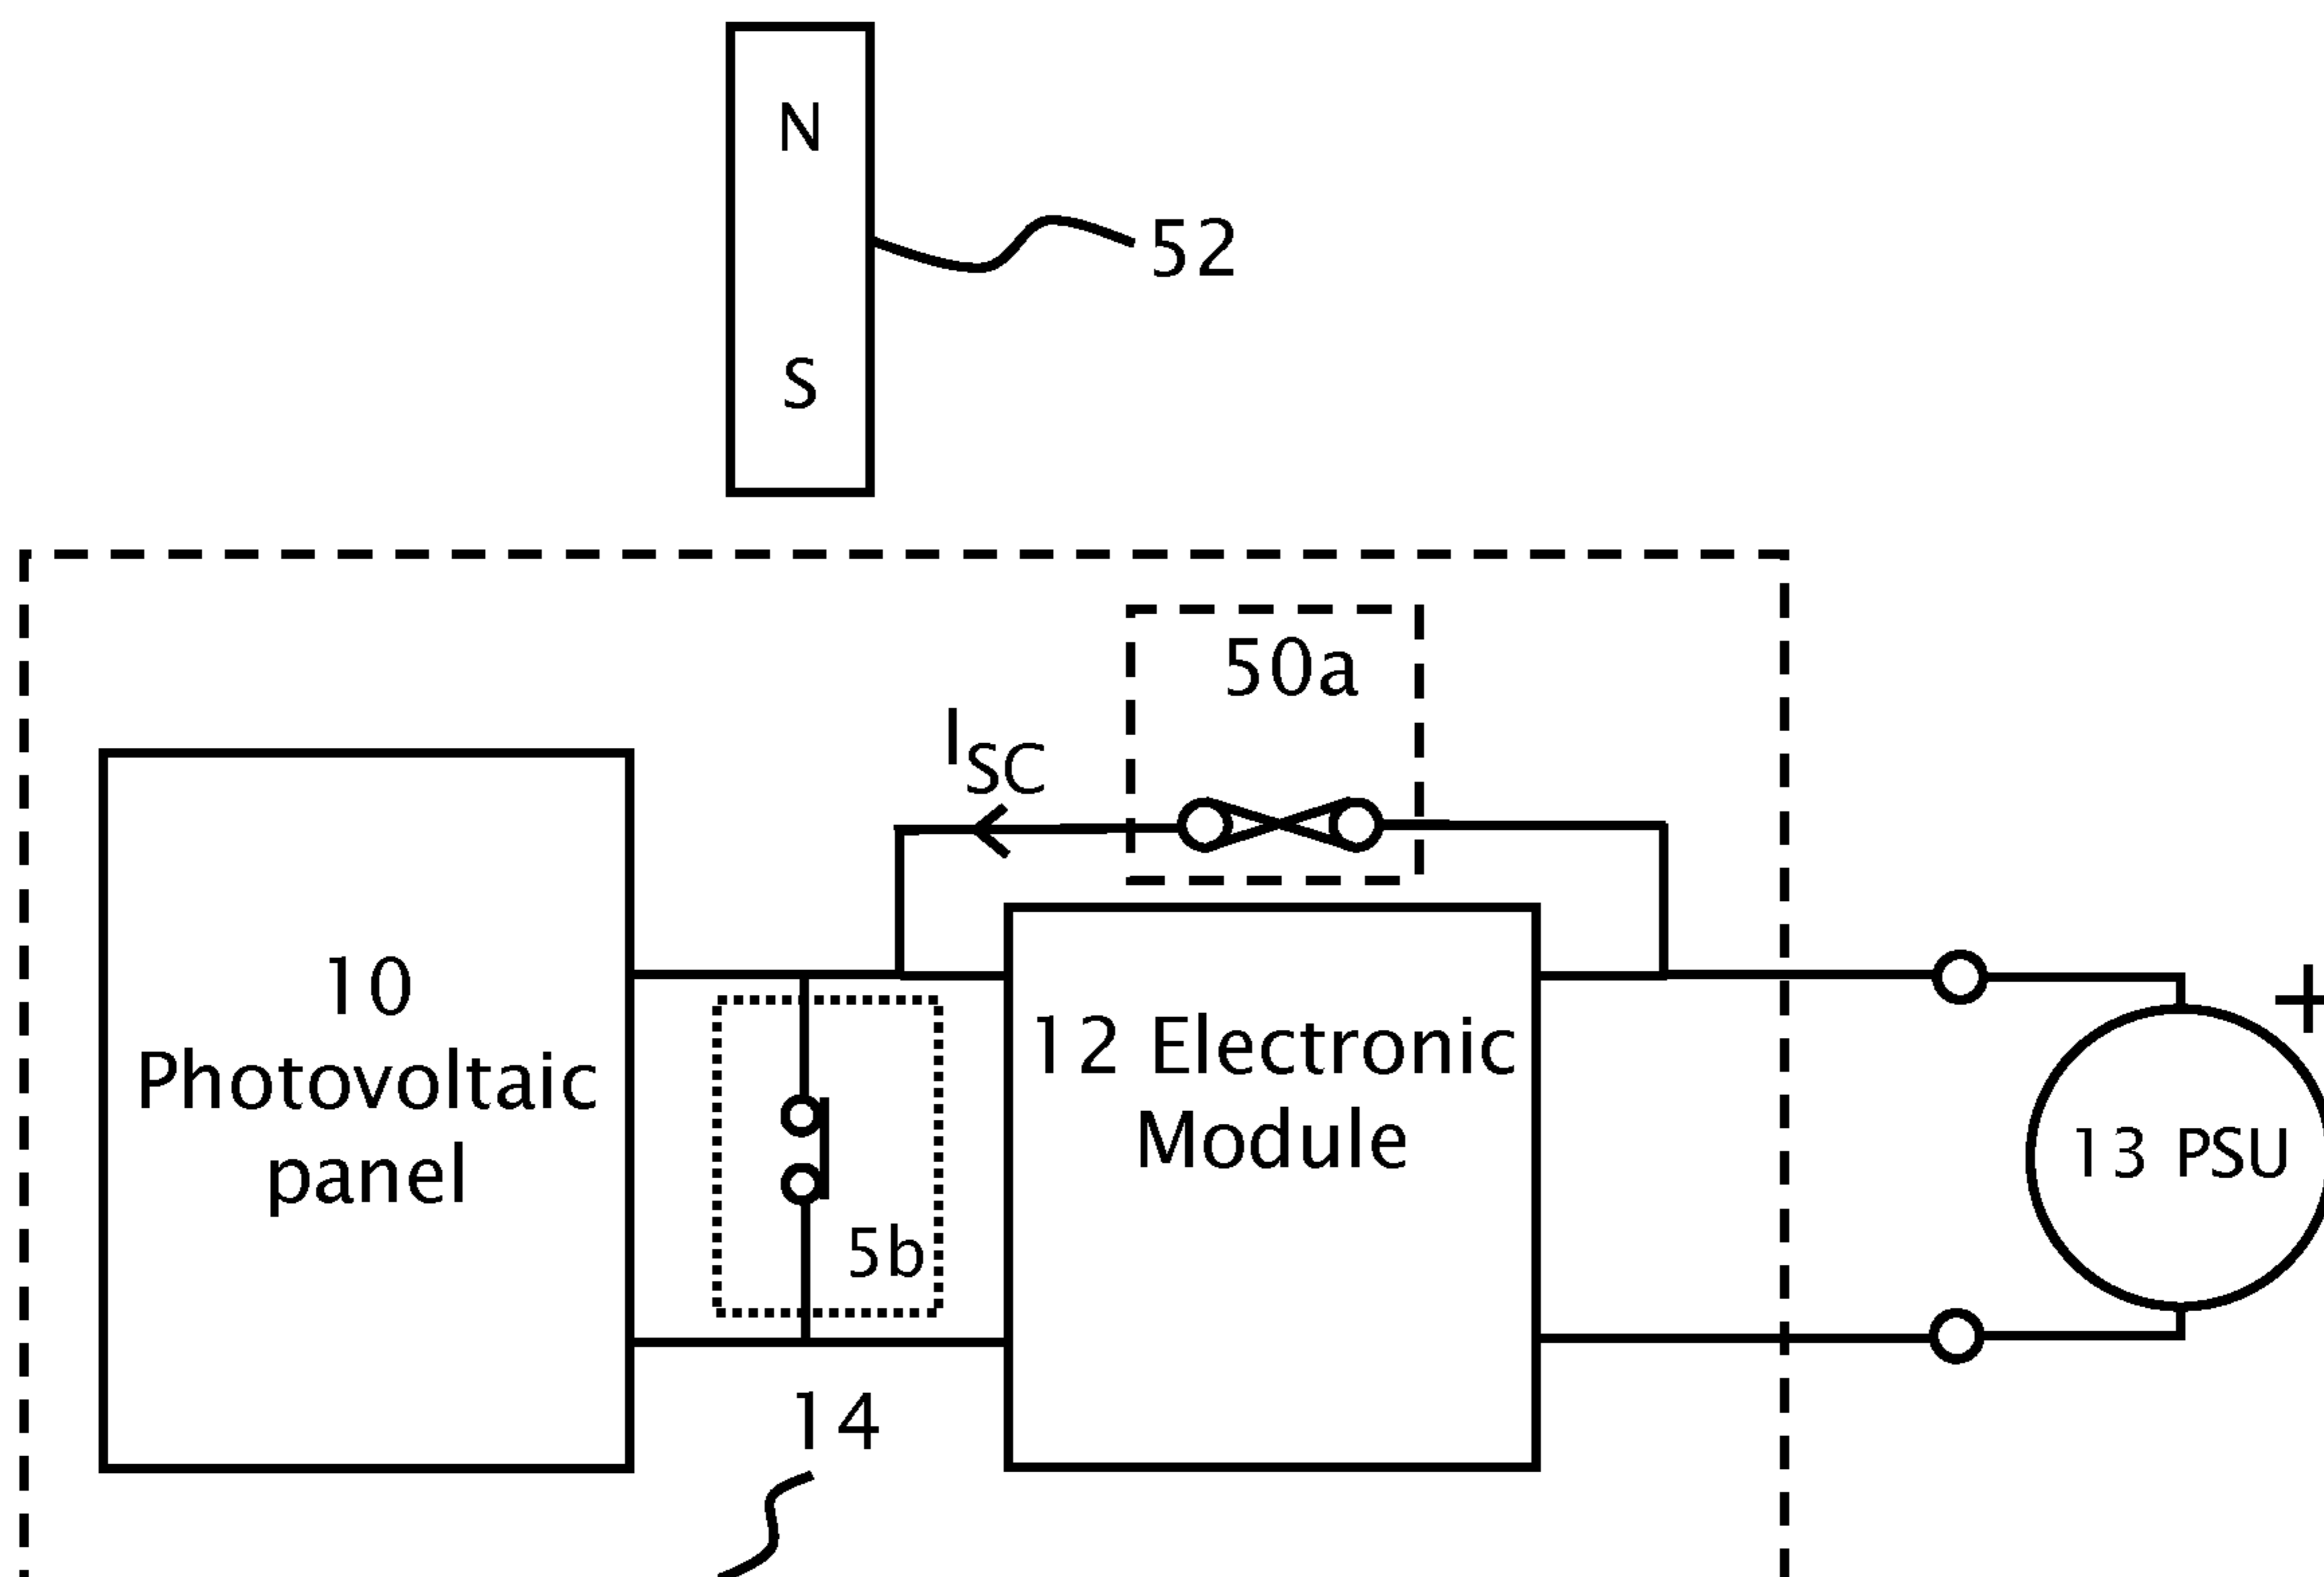 N
52
S
50a
ISC
10
Photovoltaic
panel
12 Electronic
Module
+
13 PSU
5b
14